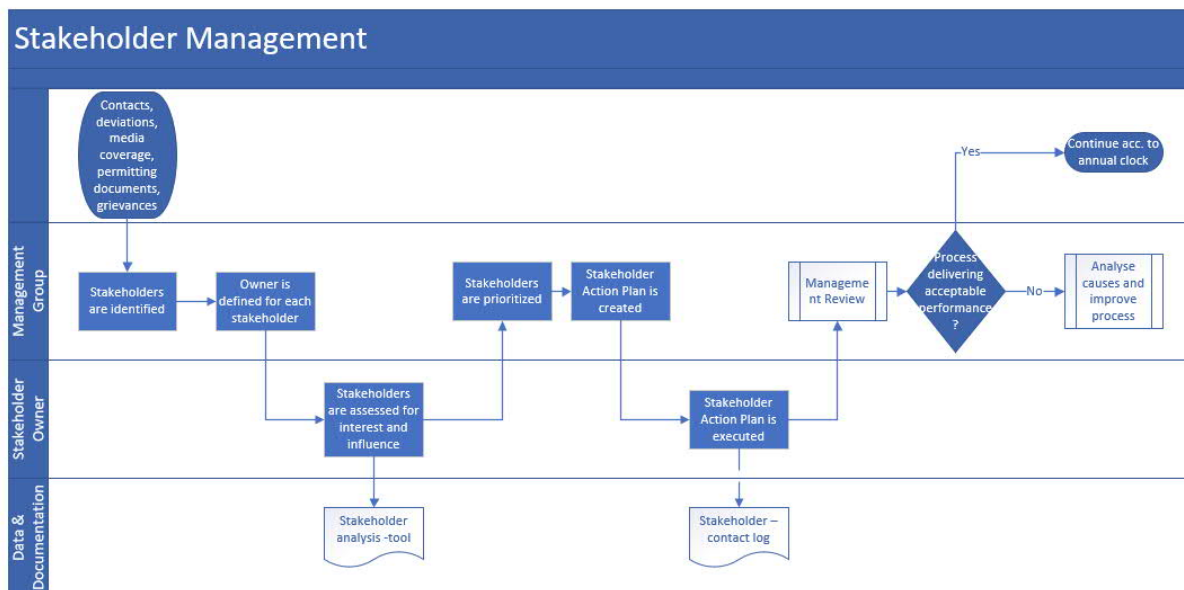 Stakeholder Management
Contacts,
deviations,
media
coverage,
permitting
documents,
grievances
Yes
Continue acc. to
annual clock
Management
Group
Stakeholders
are identified
Owner is
defined for each
stakeholder
Stakeholders
are prioritized
Stakeholder
Action Plan is
created
Manageme
nt Review
Process
delivering
acceptable
performance
?
No
Analyse
causes and
improve
process
Stakeholder
Owner
Stakeholders
are assessed for
interest and
influence
Stakeholder
Action Plan is
executed
Data &
Documentation
Stakeholder
analysis -tool
Stakeholder –
contact log